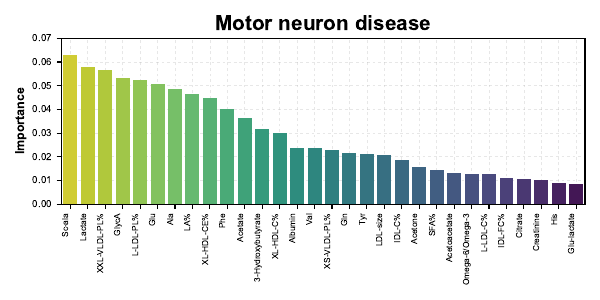 Motor neuron disease
0.07
0.06
0.05
0.04
0.03
0.02
0.01
0.00
Importance
Sc-ala
Lactate
XXL-VLDL-PL%
GlycA
L-LDL-PL%
Glu
Ala
LA%
XL-HDL-CE%
Phe
Acetate
3-Hydroxybutyrate
XL-HDL-C%
Albumin
Val
XS-VLDL-PL%
Gln
Tyr
LDL-size
IDL-C%
Acetone
SFA%
Acetoacetate
Omega-6/Omega-3
L-LDL-C%
IDL-FC%
Citrate
Creatinine
His
Glu-lactate